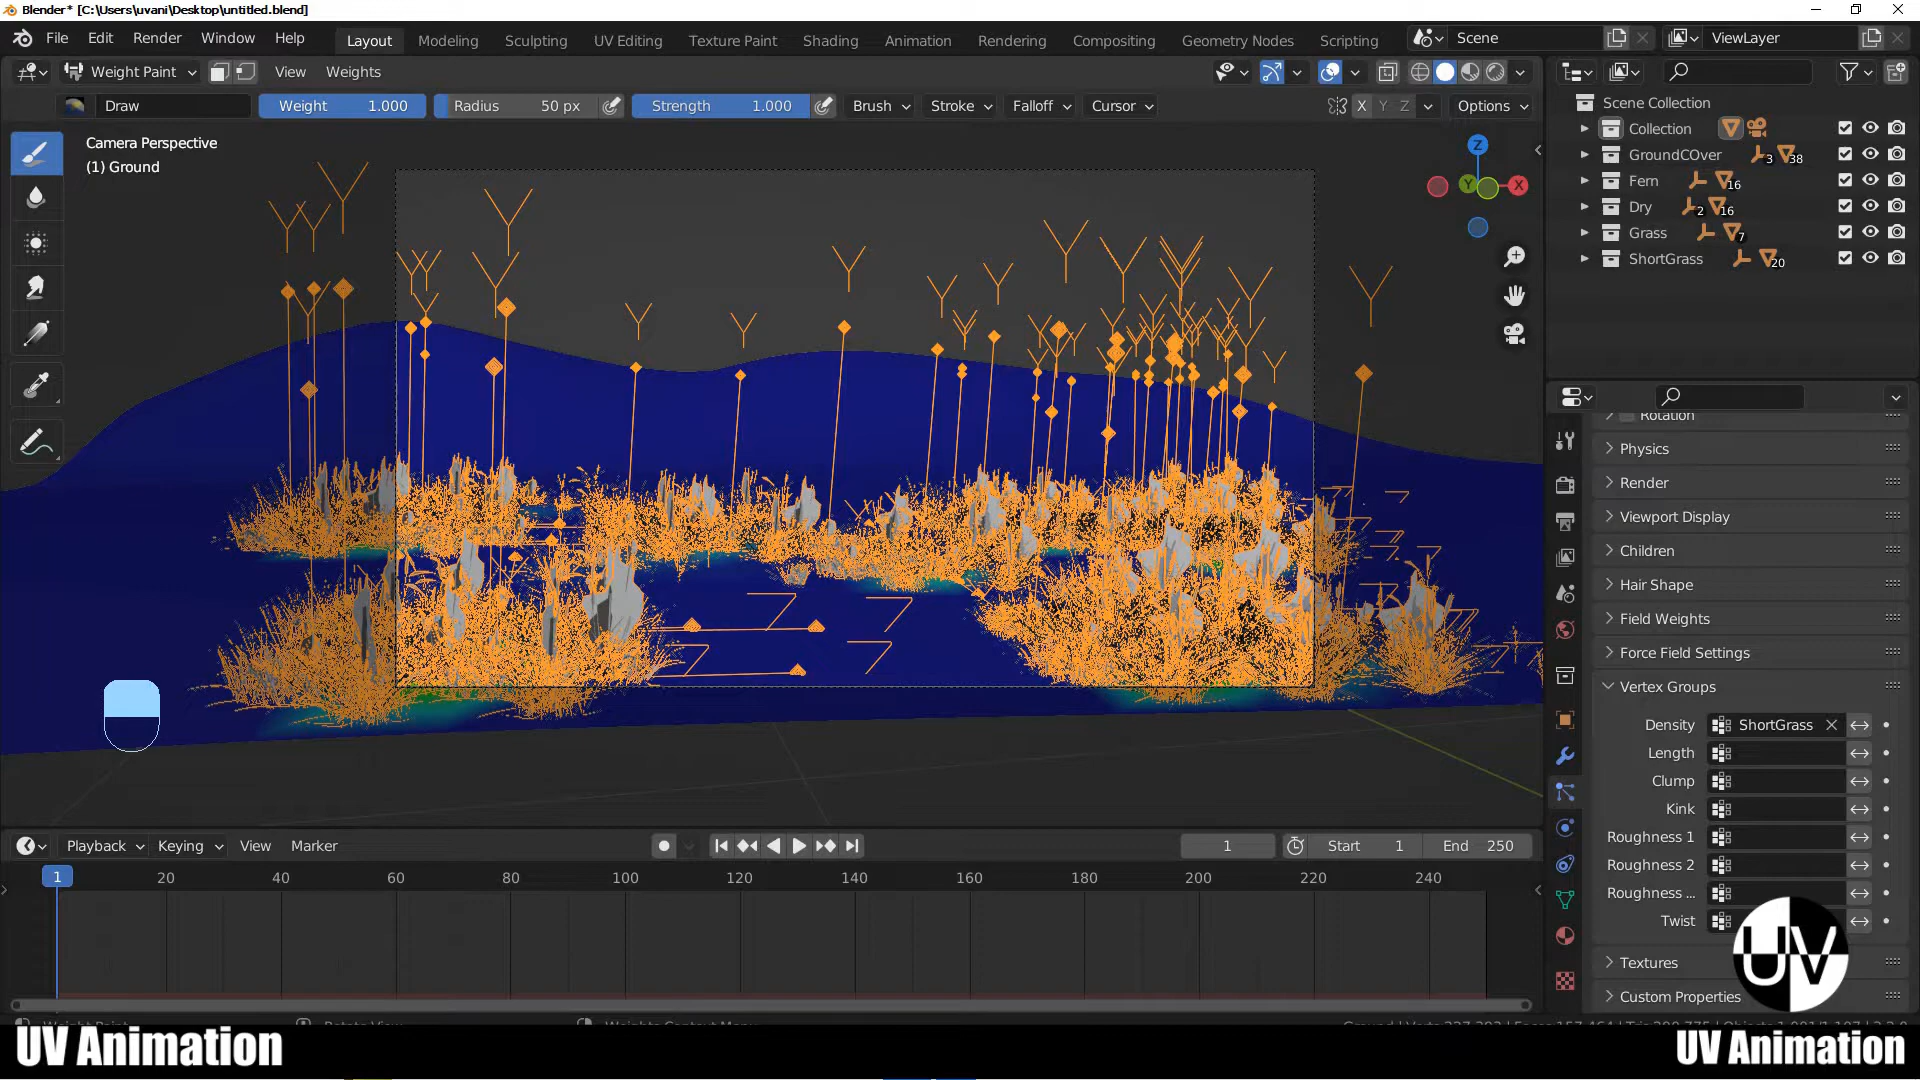 Blender* [C:\Users\uvani\Desktop\untitled.blend]
File Edit Render Window Help Layout Modeling Sculpting UV Editing Texture Paint Shading Animation Rendering Compositing Geometry Nodes Scripting Scene ViewLayer
Weight Paint View Weights
Draw Weight 1.000 Radius 50 px Strength 1.000 Brush Stroke Falloff Cursor X Y Z Options
Camera Perspective
(1) Ground
Z
Y
X
Scene Collection
Collection
GroundCOver 3 38
Fern 16
Dry 2 16
Grass 7
ShortGrass 20
Rotation
Physics
Render
Viewport Display
Children
Hair Shape
Field Weights
Force Field Settings
Vertex Groups
Density ShortGrass
Length
Clump
Kink
Roughness 1
Roughness 2
Roughness ...
Twist
Textures
Custom Properties
UV
Playback Keying View Marker 1 Start 1 End 250
1 20 40 60 80 100 120 140 160 180 200 220 240
UV Animation
UV Animation